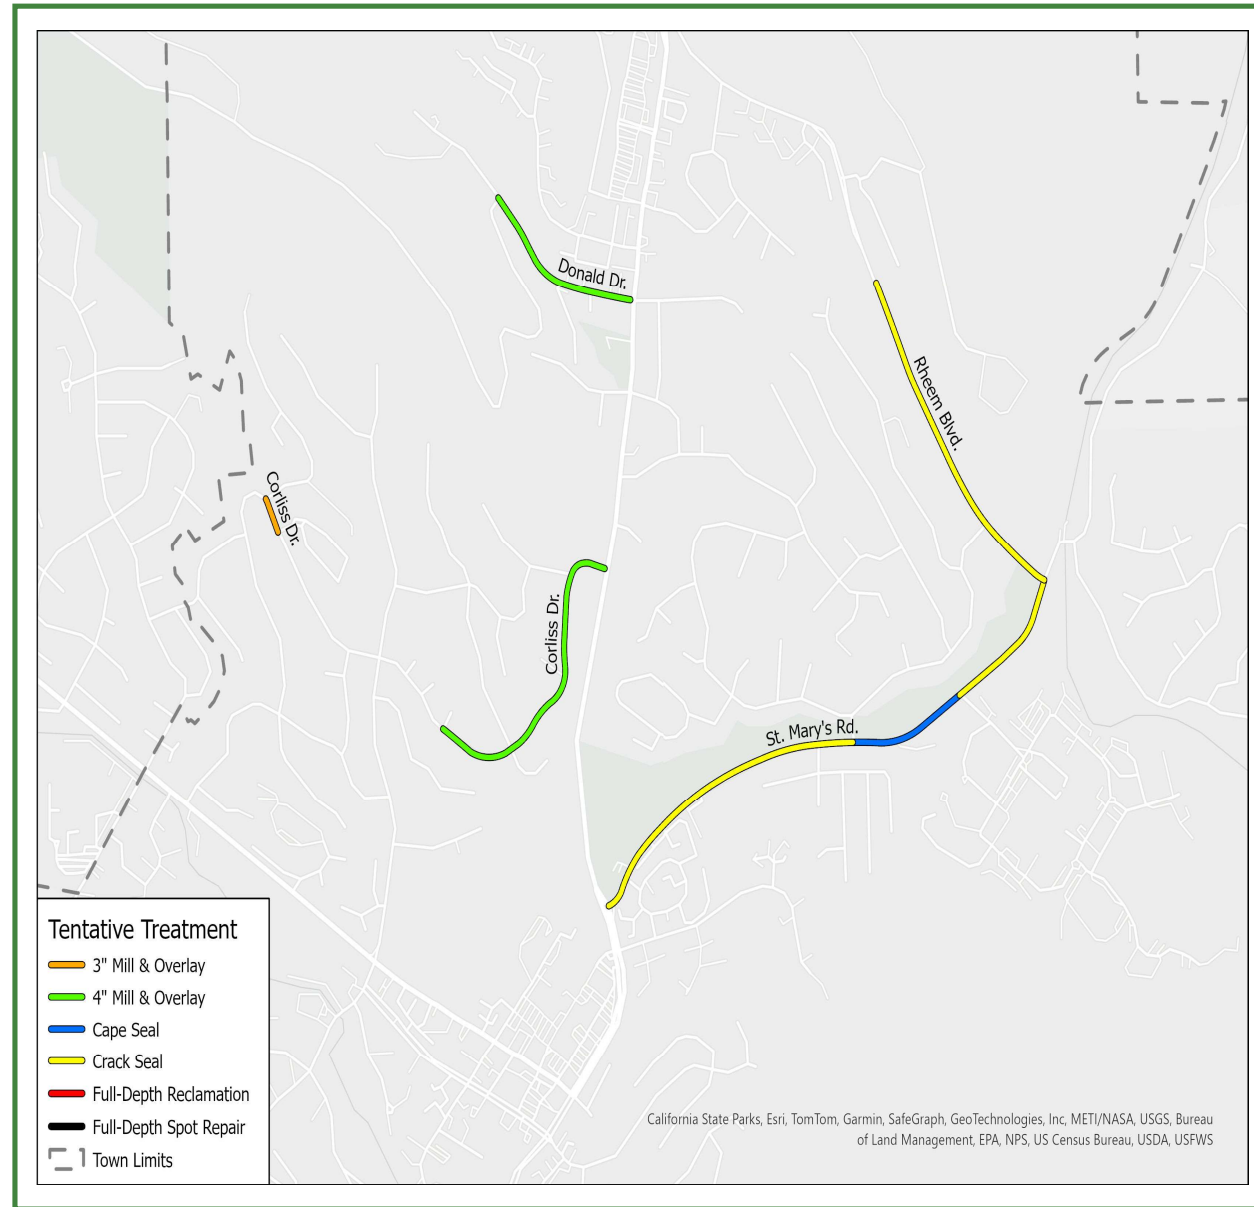 Donald Dr.
Rheem Blvd.
Corliss Dr.
Corliss Dr.
St. Mary's Rd.
Tentative Treatment
3" Mill & Overlay
4" Mill & Overlay
Cape Seal
Crack Seal
Full-Depth Reclamation
Full-Depth Spot Repair
Town Limits
California State Parks, Esri, TomTom, Garmin, SafeGraph, GeoTechnologies, Inc, METI/NASA, USGS, Bureau
of Land Management, EPA, NPS, US Census Bureau, USDA, USFWS